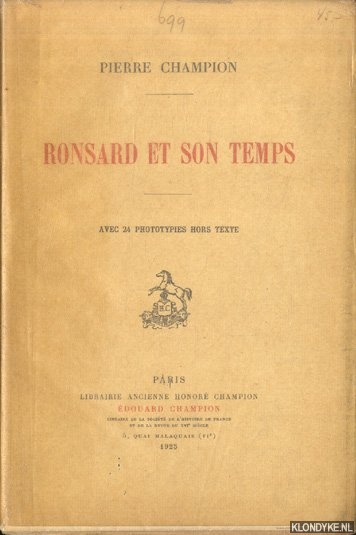 699
45-
PIERRE CHAMPION
RONSARD ET SON TEMPS
AVEC 24 PHOTOTYPIES HORS TEXTE
H C
PARIS
LIBRAIRIE ANCIENNE HONORÉ CHAMPION
ÉDOUARD CHAMPION
LIBRAIRE DE LA SOCIÉTÉ DE L'HISTOIRE DE FRANCE
ET DE LA REVUE DU XVIe SIÈCLE
5, QUAI MALAQUAIS (VIe)
1925
KLONDYKE.NL